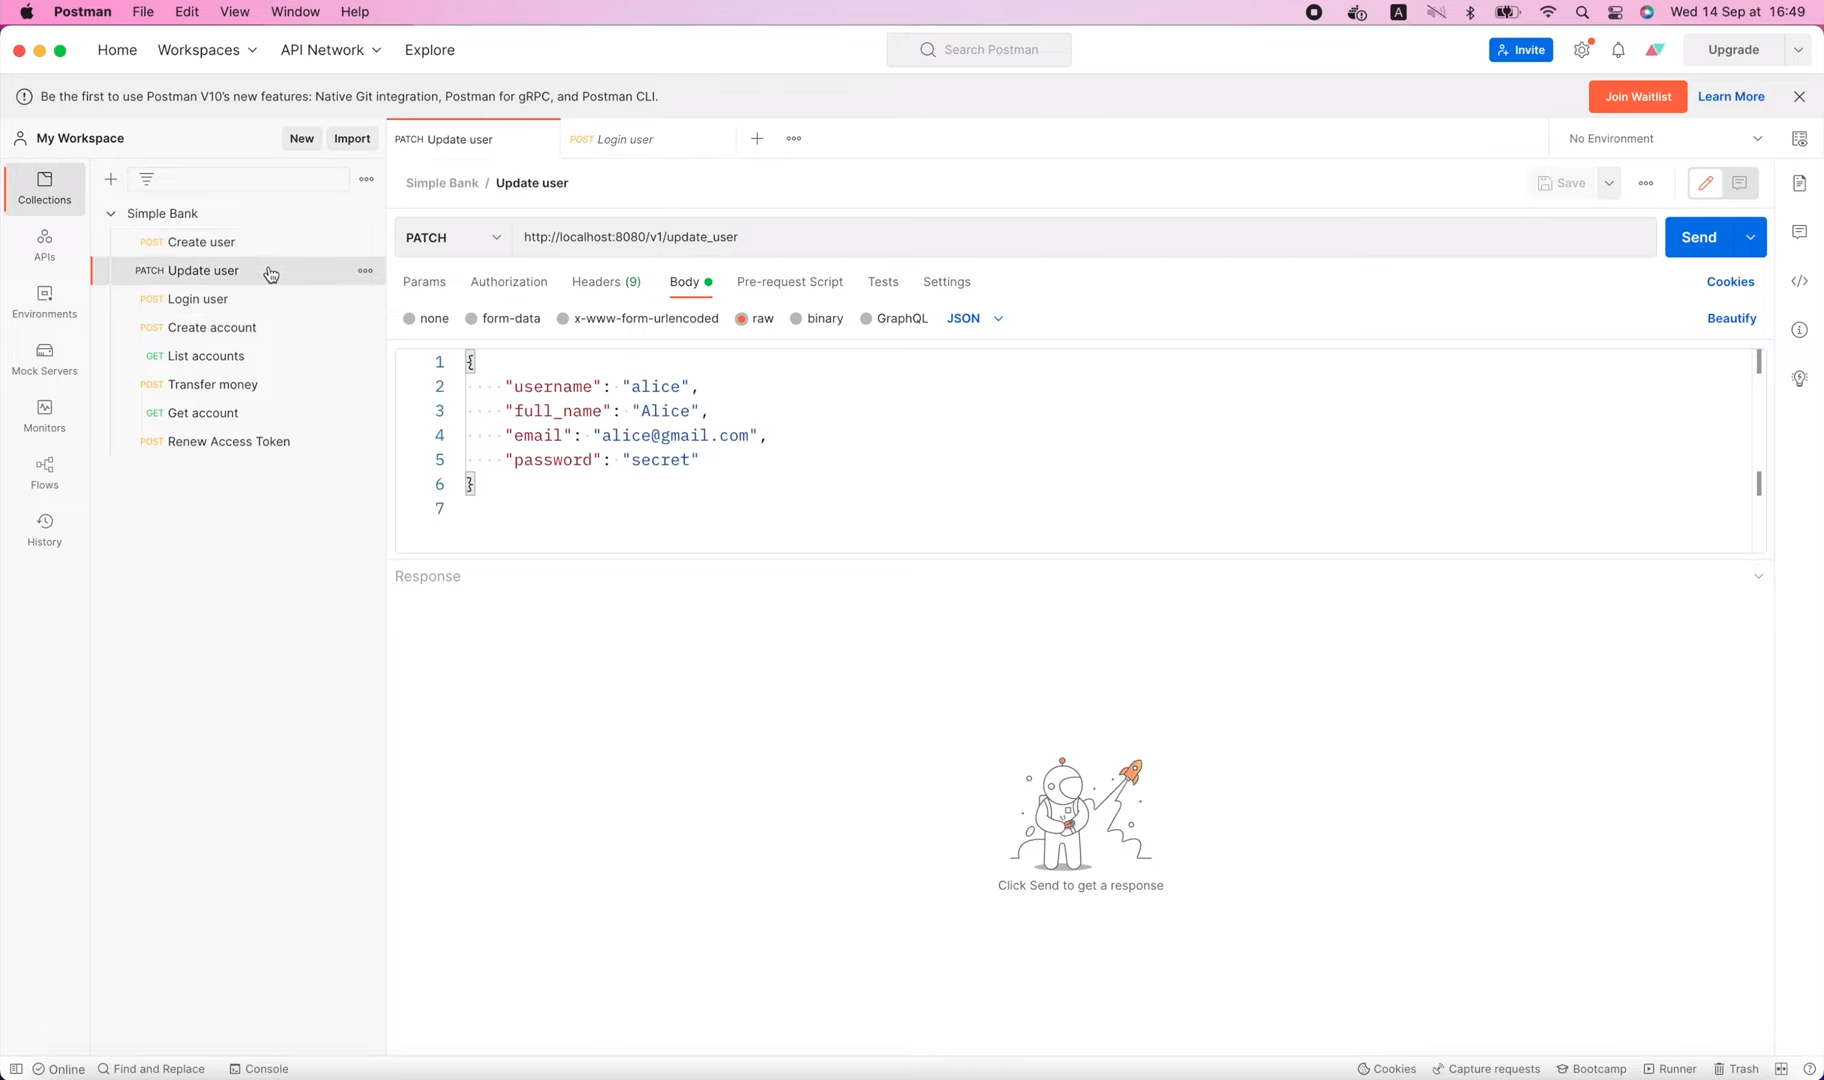 Postman File Edit View Window Help A Wed 14 Sep at 16:49
Home Workspaces API Network Explore Search Postman Invite Upgrade
Be the first to use Postman V10's new features: Native Git integration, Postman for gRPC, and Postman CLI. Join Waitlist Learn More
My Workspace New Import PATCH Update user POST Login user No Environment
Collections
APIs
Environments
Mock Servers
Monitors
Flows
History
Simple Bank
POST Create user
PATCH Update user
POST Login user
POST Create account
GET List accounts
POST Transfer money
GET Get account
POST Renew Access Token
Simple Bank / Update user Save
PATCH http://localhost:8080/v1/update_user Send
Params Authorization Headers (9) Body Pre-request Script Tests Settings Cookies
none form-data x-www-form-urlencoded raw binary GraphQL JSON Beautify
1 {
2 "username": "alice",
3 "full_name": "Alice",
4 "email": "alice@gmail.com",
5 "password": "secret"
6 }
7
Response
Click Send to get a response
Online Find and Replace Console Cookies Capture requests Bootcamp Runner Trash